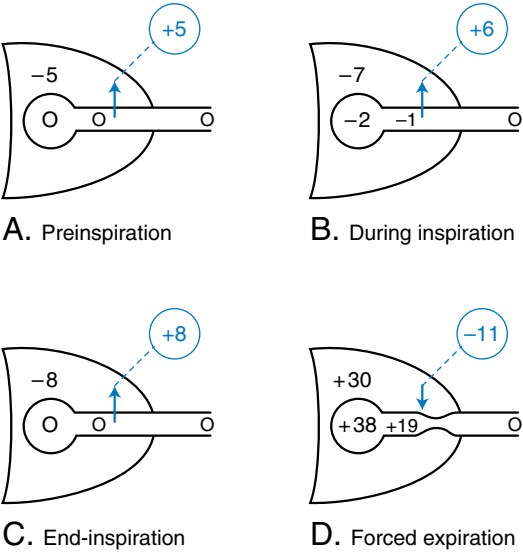 +5
−5
O O O
A. Preinspiration
+6
−7
−2 −1 O
B. During inspiration
+8
−8
O O O
C. End-inspiration
−11
+30
+38 +19 O
D. Forced expiration